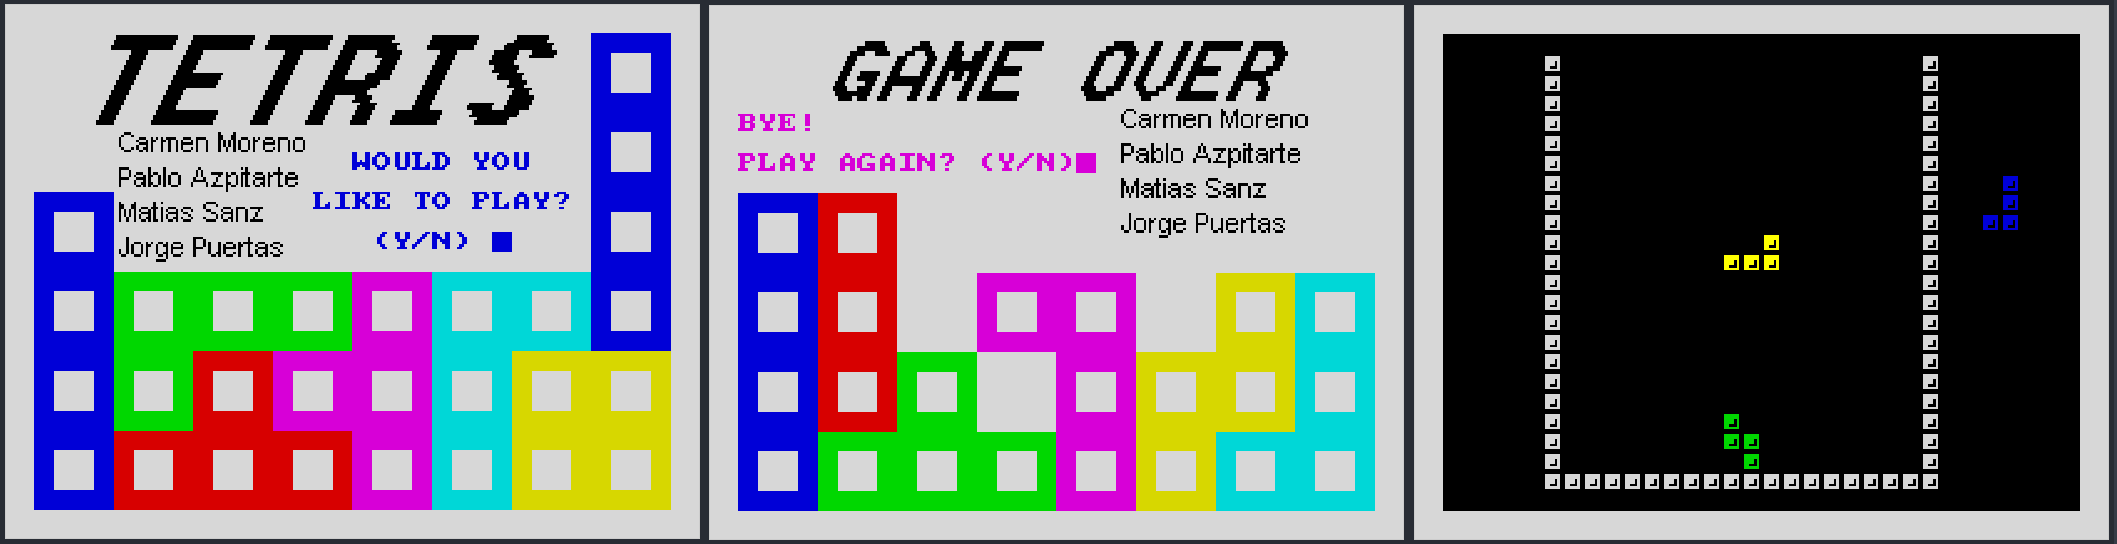 TETRIS
Carmen Moreno
Pablo Azpitarte
Matias Sanz
Jorge Puertas
WOULD YOU
LIKE TO PLAY?
(Y/N)
GAME OVER
BYE!
PLAY AGAIN? (Y/N)
Carmen Moreno
Pablo Azpitarte
Matias Sanz
Jorge Puertas